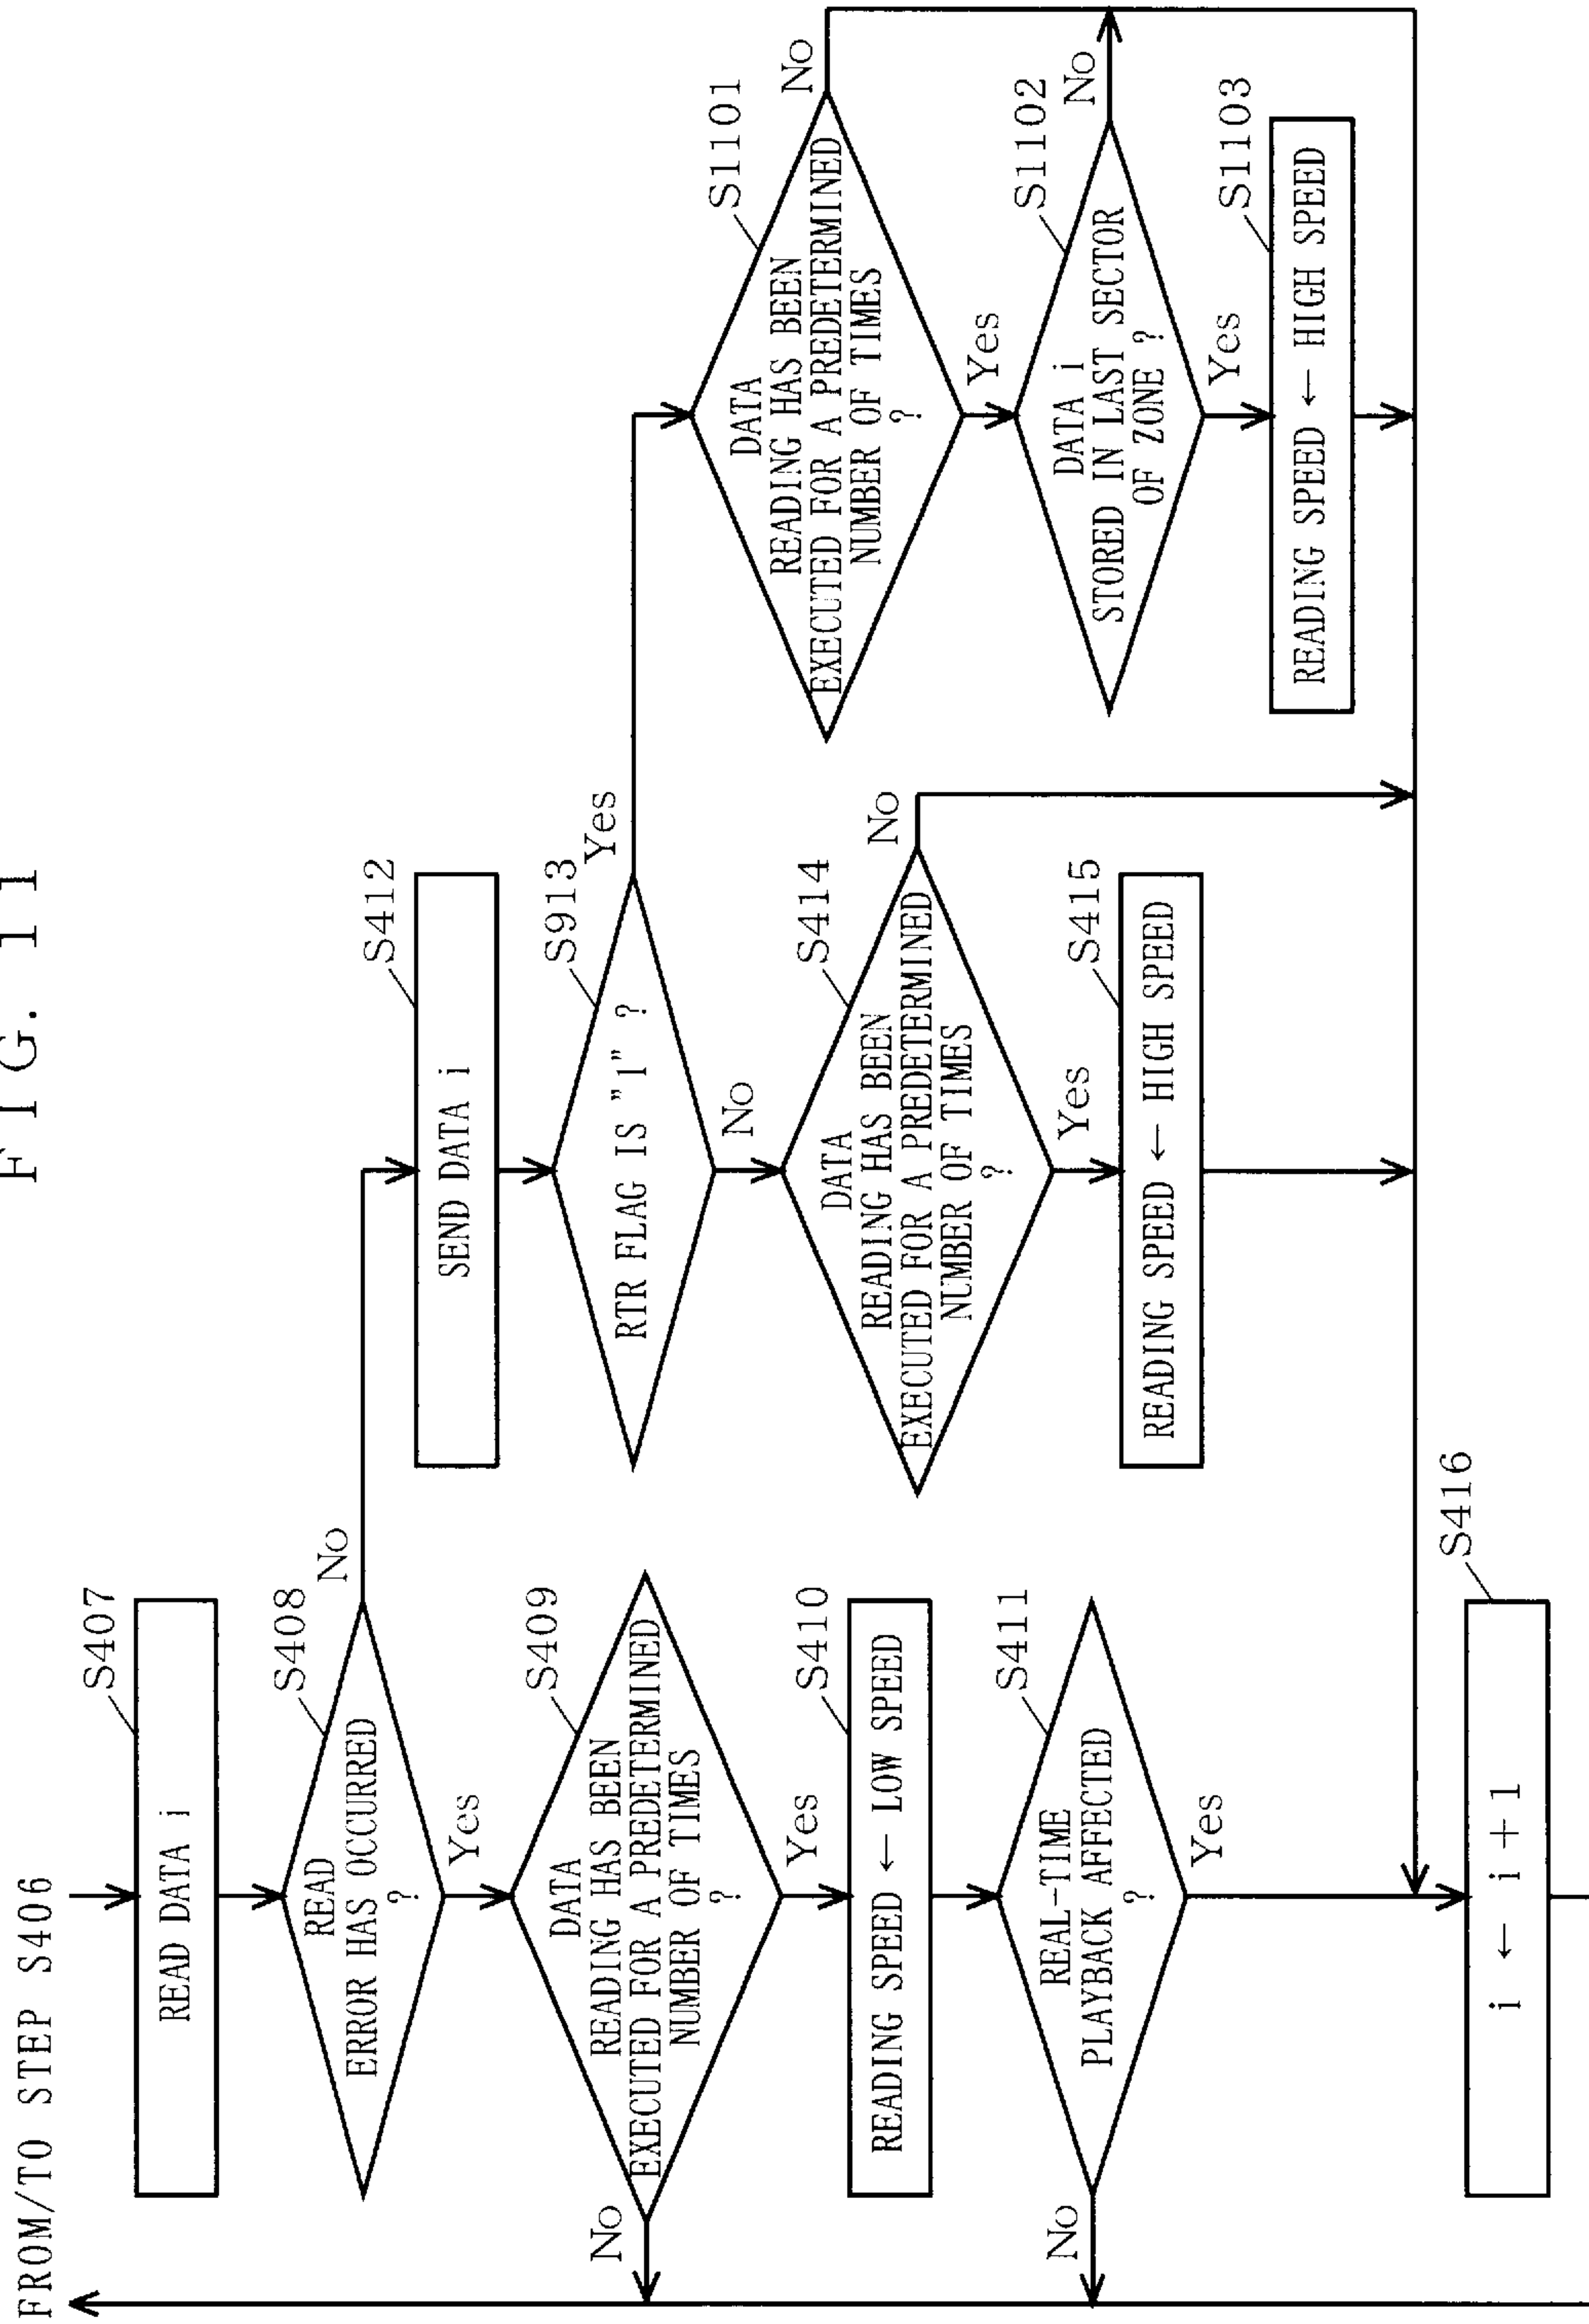 F I G. 11
FROM/TO STEP S406
S407
READ DATA i
S408
READ
ERROR HAS OCCURRED
?
No
Yes
S409
DATA
READING HAS BEEN
EXECUTED FOR A PREDETERMINED
NUMBER OF TIMES
?
No
Yes
S410
READING SPEED ← LOW SPEED
S411
REAL-TIME
PLAYBACK AFFECTED
?
No
Yes
S416
i ← i+1
S412
SEND DATA i
S913
RTR FLAG IS "1" ?
Yes
No
S414
DATA
READING HAS BEEN
EXECUTED FOR A PREDETERMINED
NUMBER OF TIMES
?
No
Yes
S415
READING SPEED ← HIGH SPEED
S1101
DATA
READING HAS BEEN
EXECUTED FOR A PREDETERMINED
NUMBER OF TIMES
?
No
Yes
S1102
DATA i
STORED IN LAST SECTOR
OF ZONE ?
No
Yes
S1103
READING SPEED ← HIGH SPEED